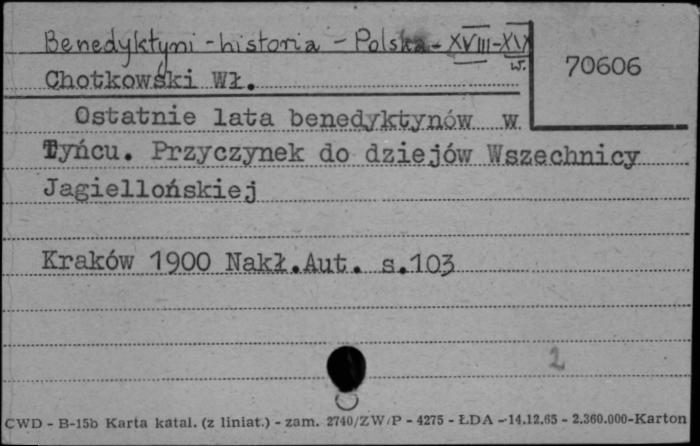 Benedyktyni - historia - Polska - XVIII-XIX w.
70606
Chotkowski Wł.
Ostatnie lata benedyktynów w
Tyńcu. Przyczynek do dziejów Wszechnicy
Jagiellońskiej
Kraków 1900 Nakł.Aut. s.103
2
CWD - B-15b Karta katal. (z liniat.) - zam. 2740/ZW/P - 4275 - ŁDA - 14.12.65 - 2.360.000-Karton